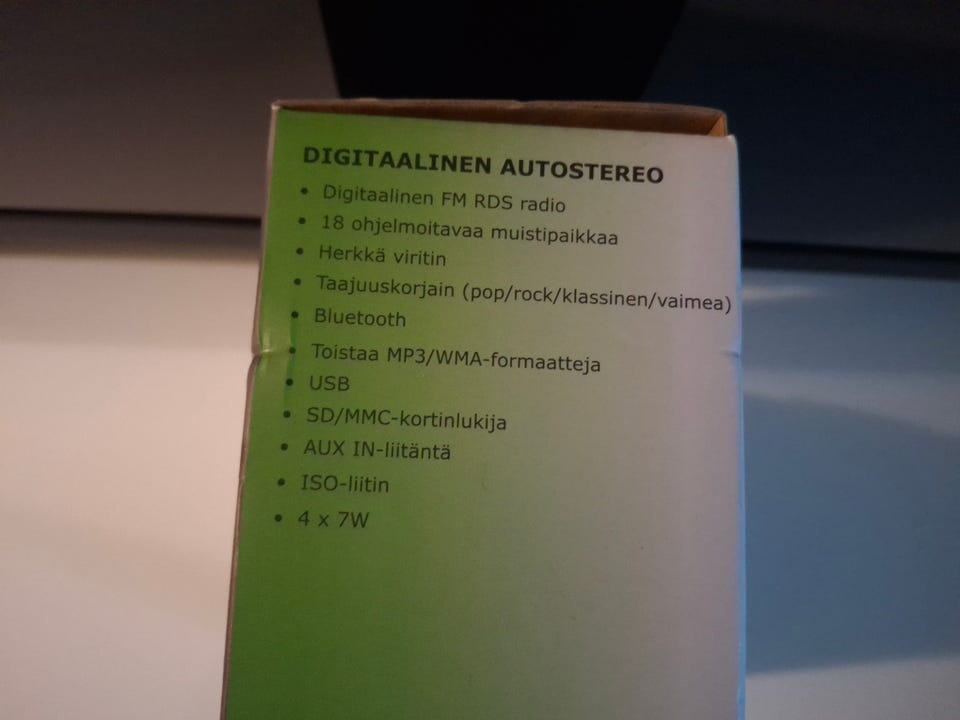 DIGITAALINEN AUTOSTEREO
• Digitaalinen FM RDS radio
• 18 ohjelmoitavaa muistipaikkaa
• Herkkä viritin
• Taajuuskorjain (pop/rock/klassinen/vaimea)
• Bluetooth
• Toistaa MP3/WMA-formaatteja
• USB
• SD/MMC-kortinlukija
• AUX IN-liitäntä
• ISO-liitin
• 4 x 7W